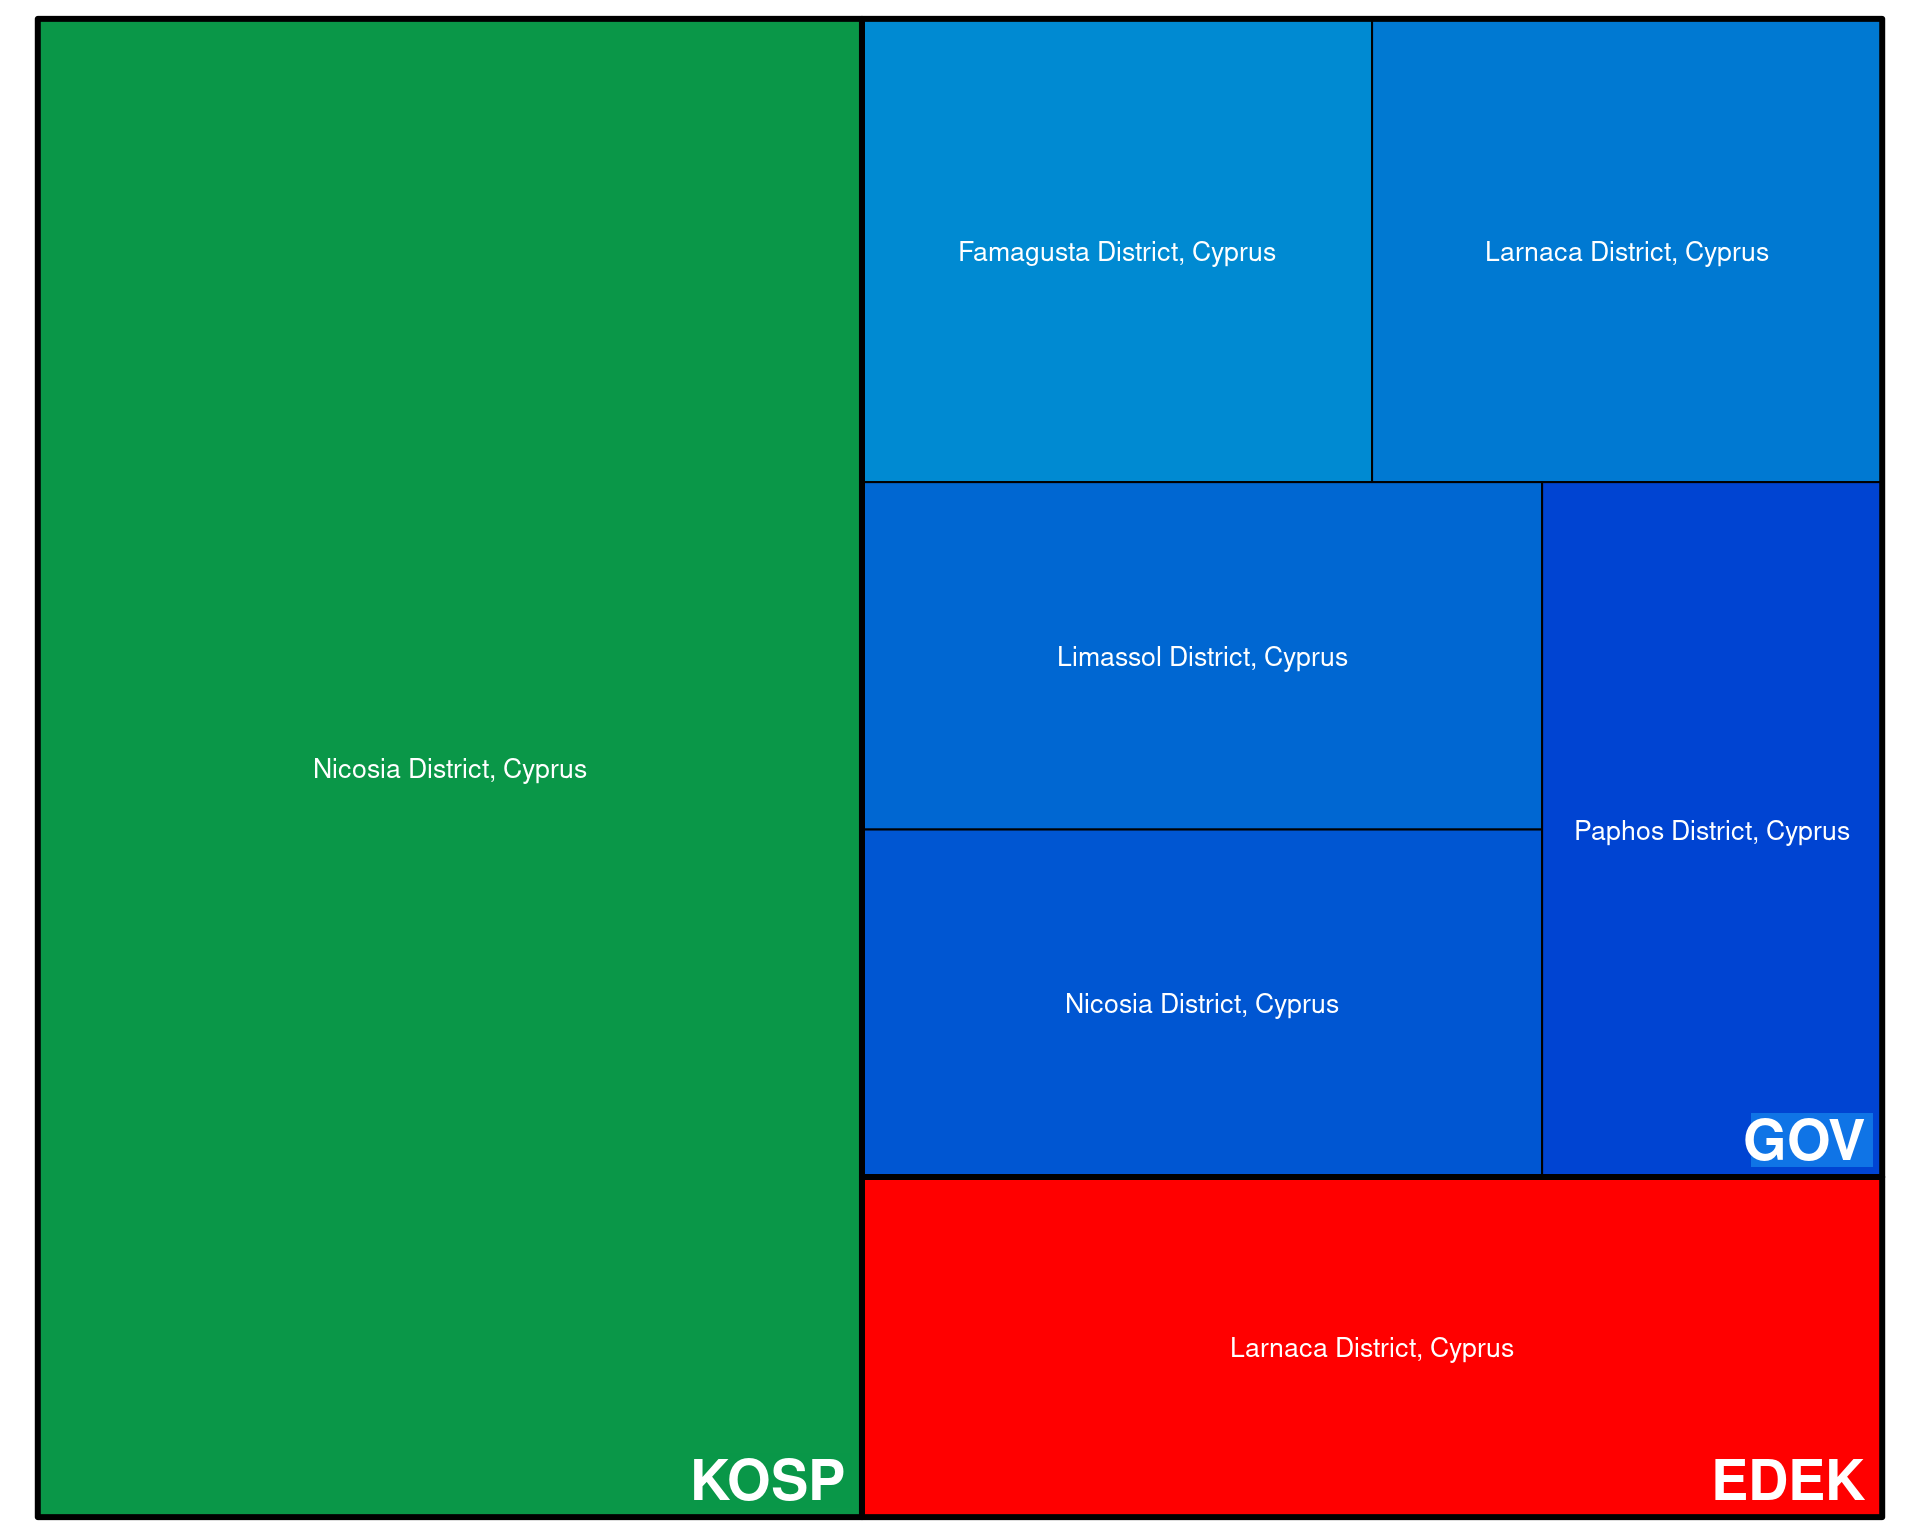 Nicosia District, Cyprus
KOSP
Famagusta District, Cyprus
Larnaca District, Cyprus
Limassol District, Cyprus
Nicosia District, Cyprus
Paphos District, Cyprus
GOV
Larnaca District, Cyprus
EDEK